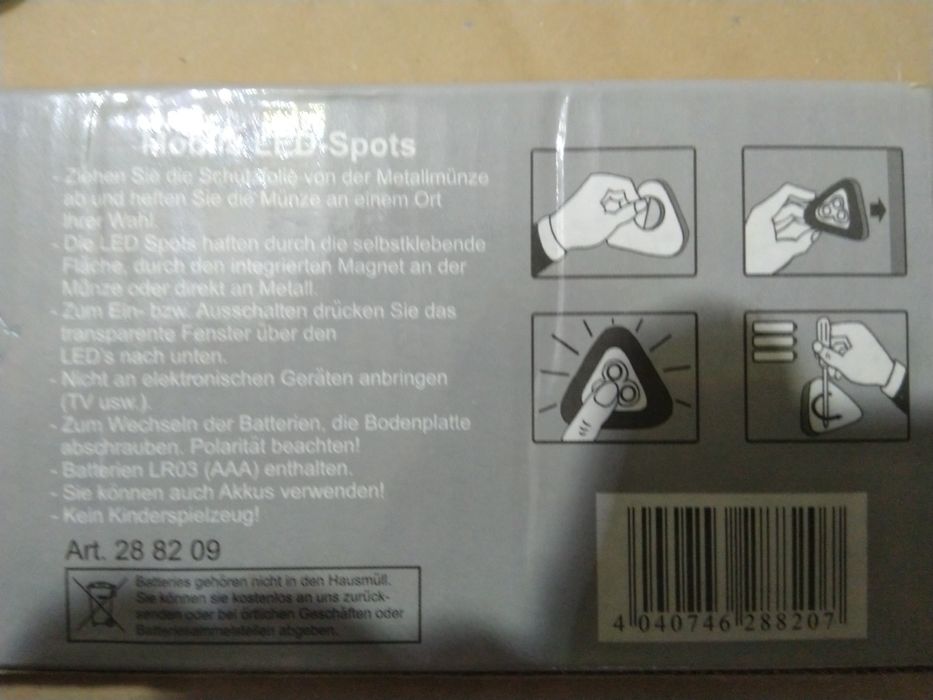 Mobile LED-Spots
- Ziehen Sie die Schutzfolie von der Metallmünze
ab und heften Sie die Münze an einem Ort
Ihrer Wahl.
- Die LED Spots haften durch die selbstklebende
Fläche, durch den integrierten Magnet an der
Münze oder direkt an Metall.
- Zum Ein- bzw. Ausschalten drücken Sie das
transparente Fenster über den
LED's nach unten.
- Nicht an elektronischen Geräten anbringen
(TV usw.).
- Zum Wechseln der Batterien, die Bodenplatte
abschrauben. Polarität beachten!
- Batterien LR03 (AAA) enthalten.
- Sie können auch Akkus verwenden!
- Kein Kinderspielzeug!
Art. 28 82 09
Batteries gehören nicht in den Hausmüll.
Sie können sie kostenlos an uns zurück-
senden oder bei örtlichen Geschäften oder
Batteriesammelstellen abgeben.
4 040746 288207